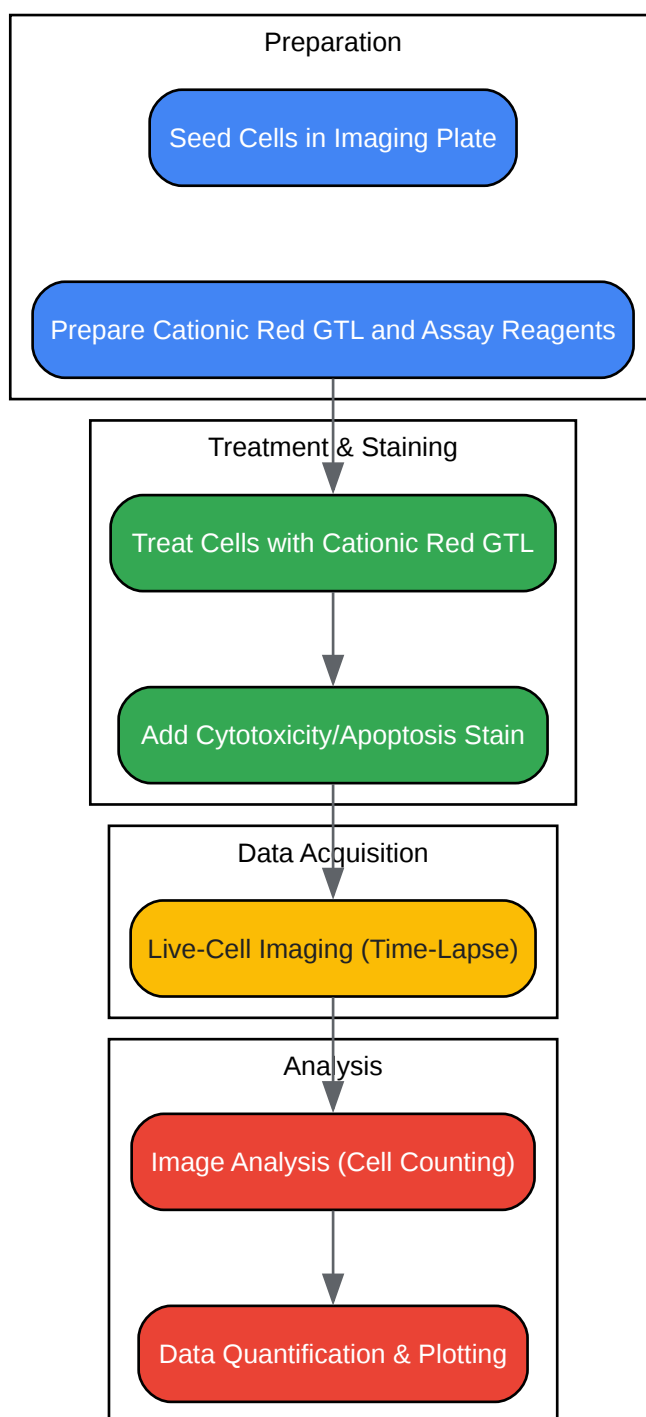 Preparation
Seed Cells in Imaging Plate
Prepare Cationic Red GTL and Assay Reagents
Treatment & Staining
Treat Cells with Cationic Red GTL
Add Cytotoxicity/Apoptosis Stain
Data Acquisition
Live-Cell Imaging (Time-Lapse)
Analysis
Image Analysis (Cell Counting)
Data Quantification & Plotting